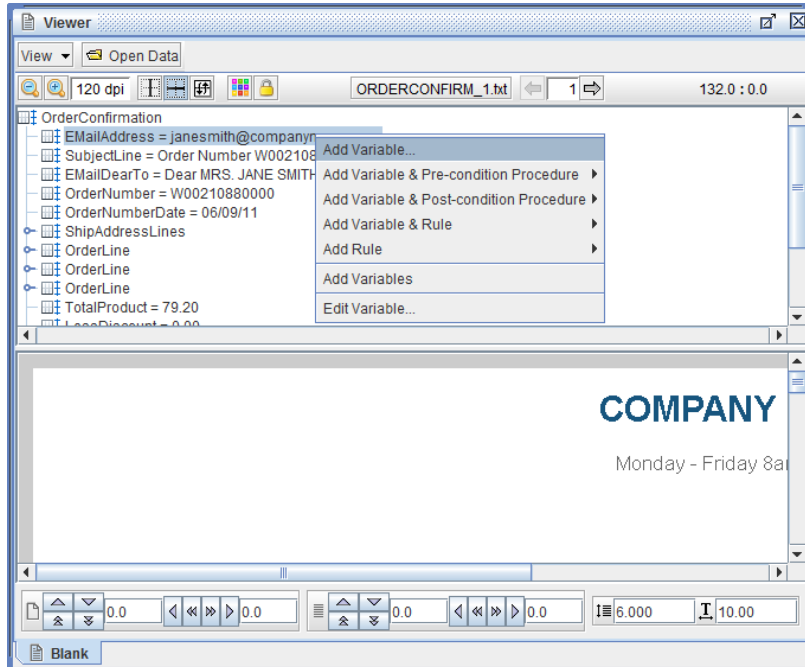 Viewer
View Open Data
120 dpi ORDERCONFIRM_1.txt 1 132.0 : 0.0
OrderConfirmation
EMailAddress = janesmith@companyn
SubjectLine = Order Number W002108
EMailDearTo = Dear MRS. JANE SMITH
OrderNumber = W00210880000
OrderNumberDate = 06/09/11
ShipAddressLines
OrderLine
OrderLine
OrderLine
TotalProduct = 79.20
LessDiscount = 0.00
Add Variable...
Add Variable & Pre-condition Procedure
Add Variable & Post-condition Procedure
Add Variable & Rule
Add Rule
Add Variables
Edit Variable...
COMPANY
Monday - Friday 8a
0.0 0.0 0.0 0.0 6.000 10.00
Blank